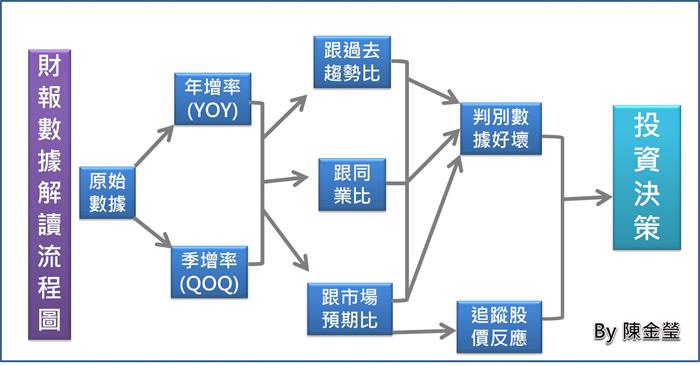 財報數據解讀流程圖
原始
數據
年增率
(YOY)
季增率
(QOQ)
跟過去
趨勢比
跟同
業比
跟市場
預期比
判別數
據好壞
追蹤股
價反應
投資決策
By 陳金瑩